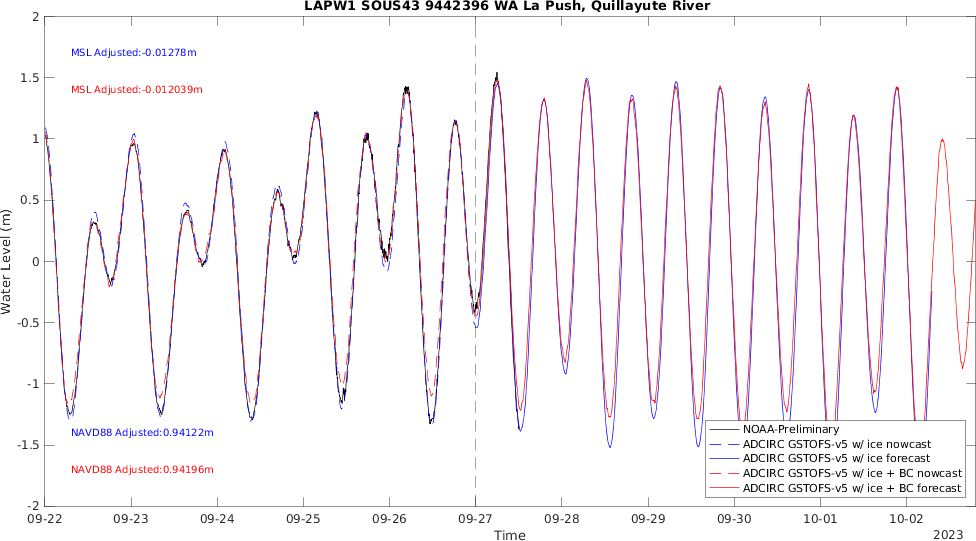 LAPW1 SOUS43 9442396 WA La Push, Quillayute River
2
1.5
1
0.5
0
-0.5
-1
-1.5
-2
Water Level (m)
MSL Adjusted:-0.01278m
MSL Adjusted:-0.012039m
NAVD88 Adjusted:0.94122m
NAVD88 Adjusted:0.94196m
NOAA-Preliminary
ADCIRC GSTOFS-v5 w/ ice nowcast
ADCIRC GSTOFS-v5 w/ ice forecast
ADCIRC GSTOFS-v5 w/ ice + BC nowcast
ADCIRC GSTOFS-v5 w/ ice + BC forecast
09-22 09-23 09-24 09-25 09-26 09-27 09-28 09-29 09-30 10-01 10-02
Time
2023